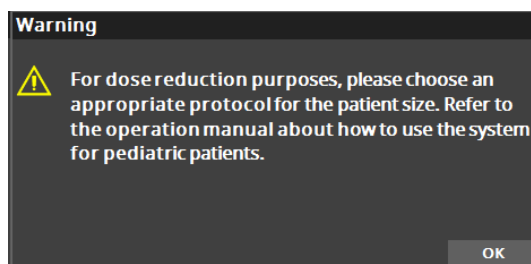 Warning
For dose reduction purposes, please choose an
appropriate protocol for the patient size. Refer to
the operation manual about how to use the system
for pediatric patients.
OK